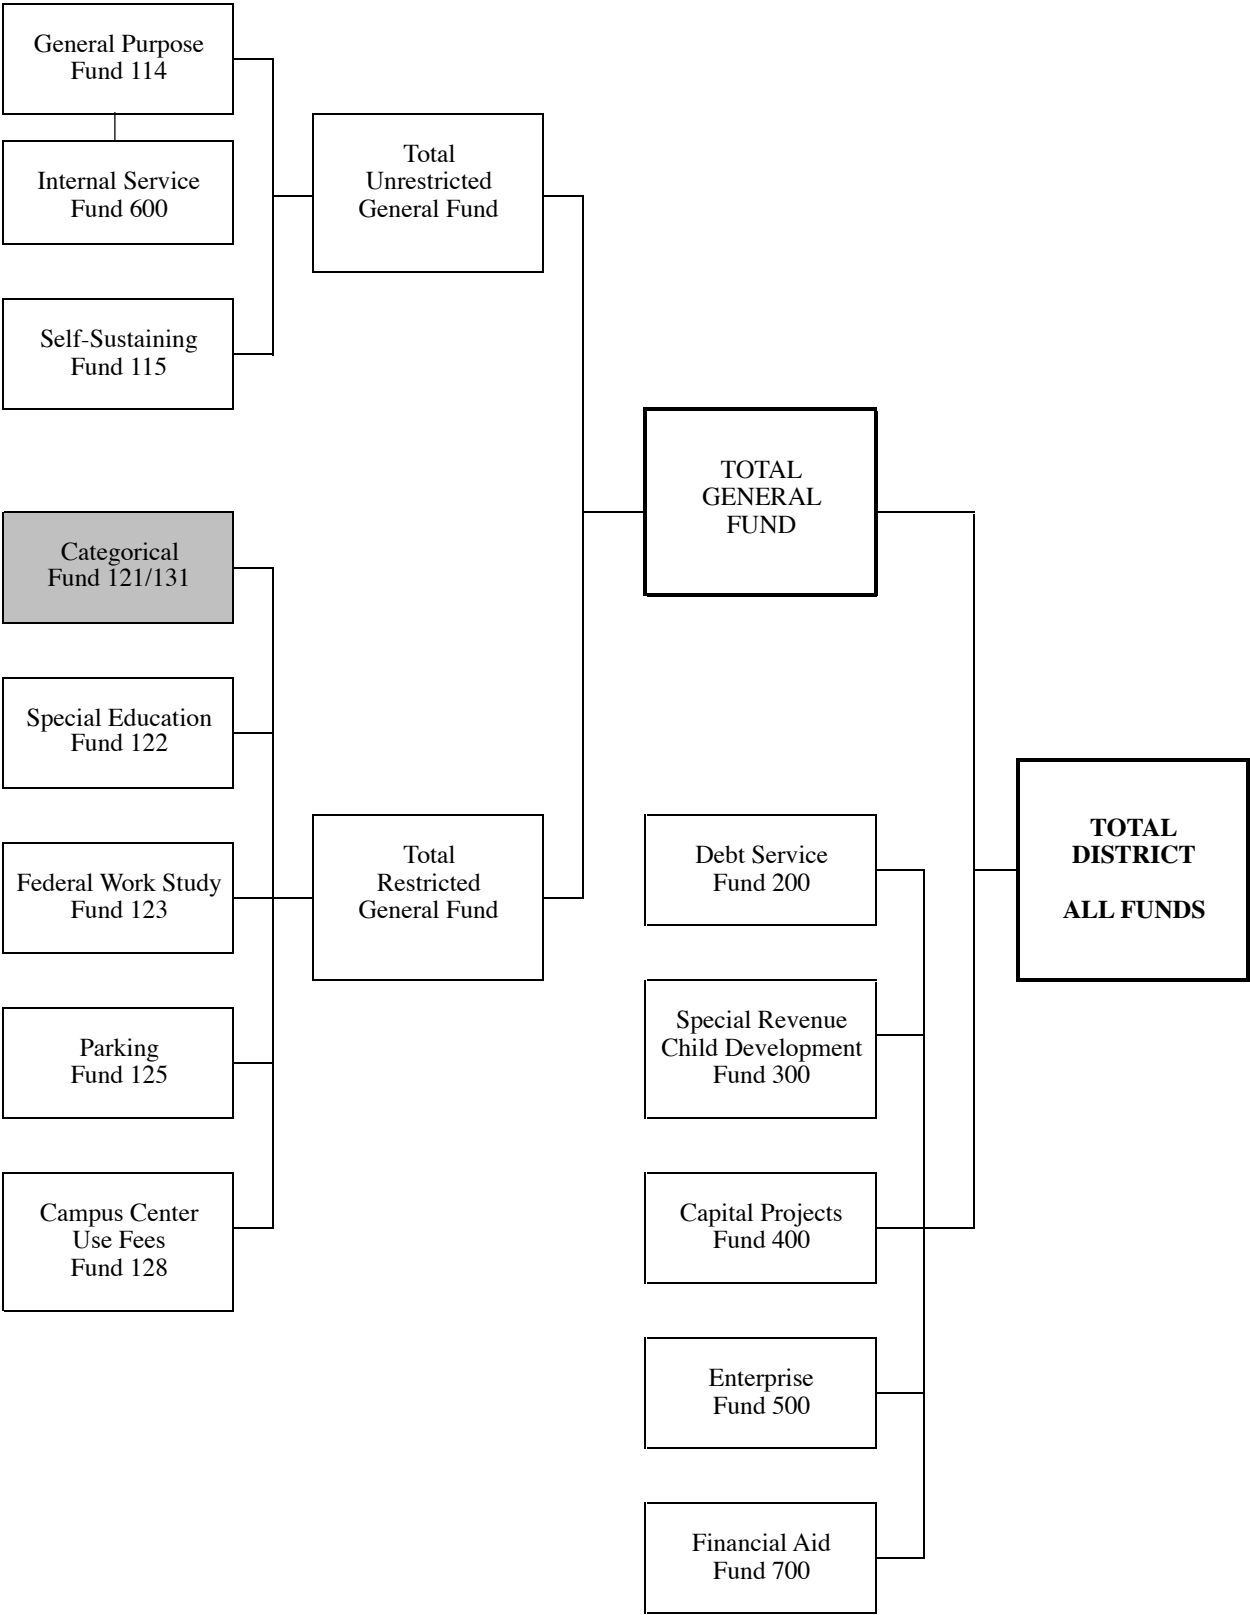 General Purpose
Fund 114
Internal Service
Fund 600
Self-Sustaining
Fund 115
Total
Unrestricted
General Fund
Categorical
Fund 121/131
Special Education
Fund 122
Federal Work Study
Fund 123
Parking
Fund 125
Campus Center
Use Fees
Fund 128
Total
Restricted
General Fund
TOTAL
GENERAL
FUND
Debt Service
Fund 200
Special Revenue
Child Development
Fund 300
Capital Projects
Fund 400
Enterprise
Fund 500
Financial Aid
Fund 700
TOTAL
DISTRICT
ALL FUNDS